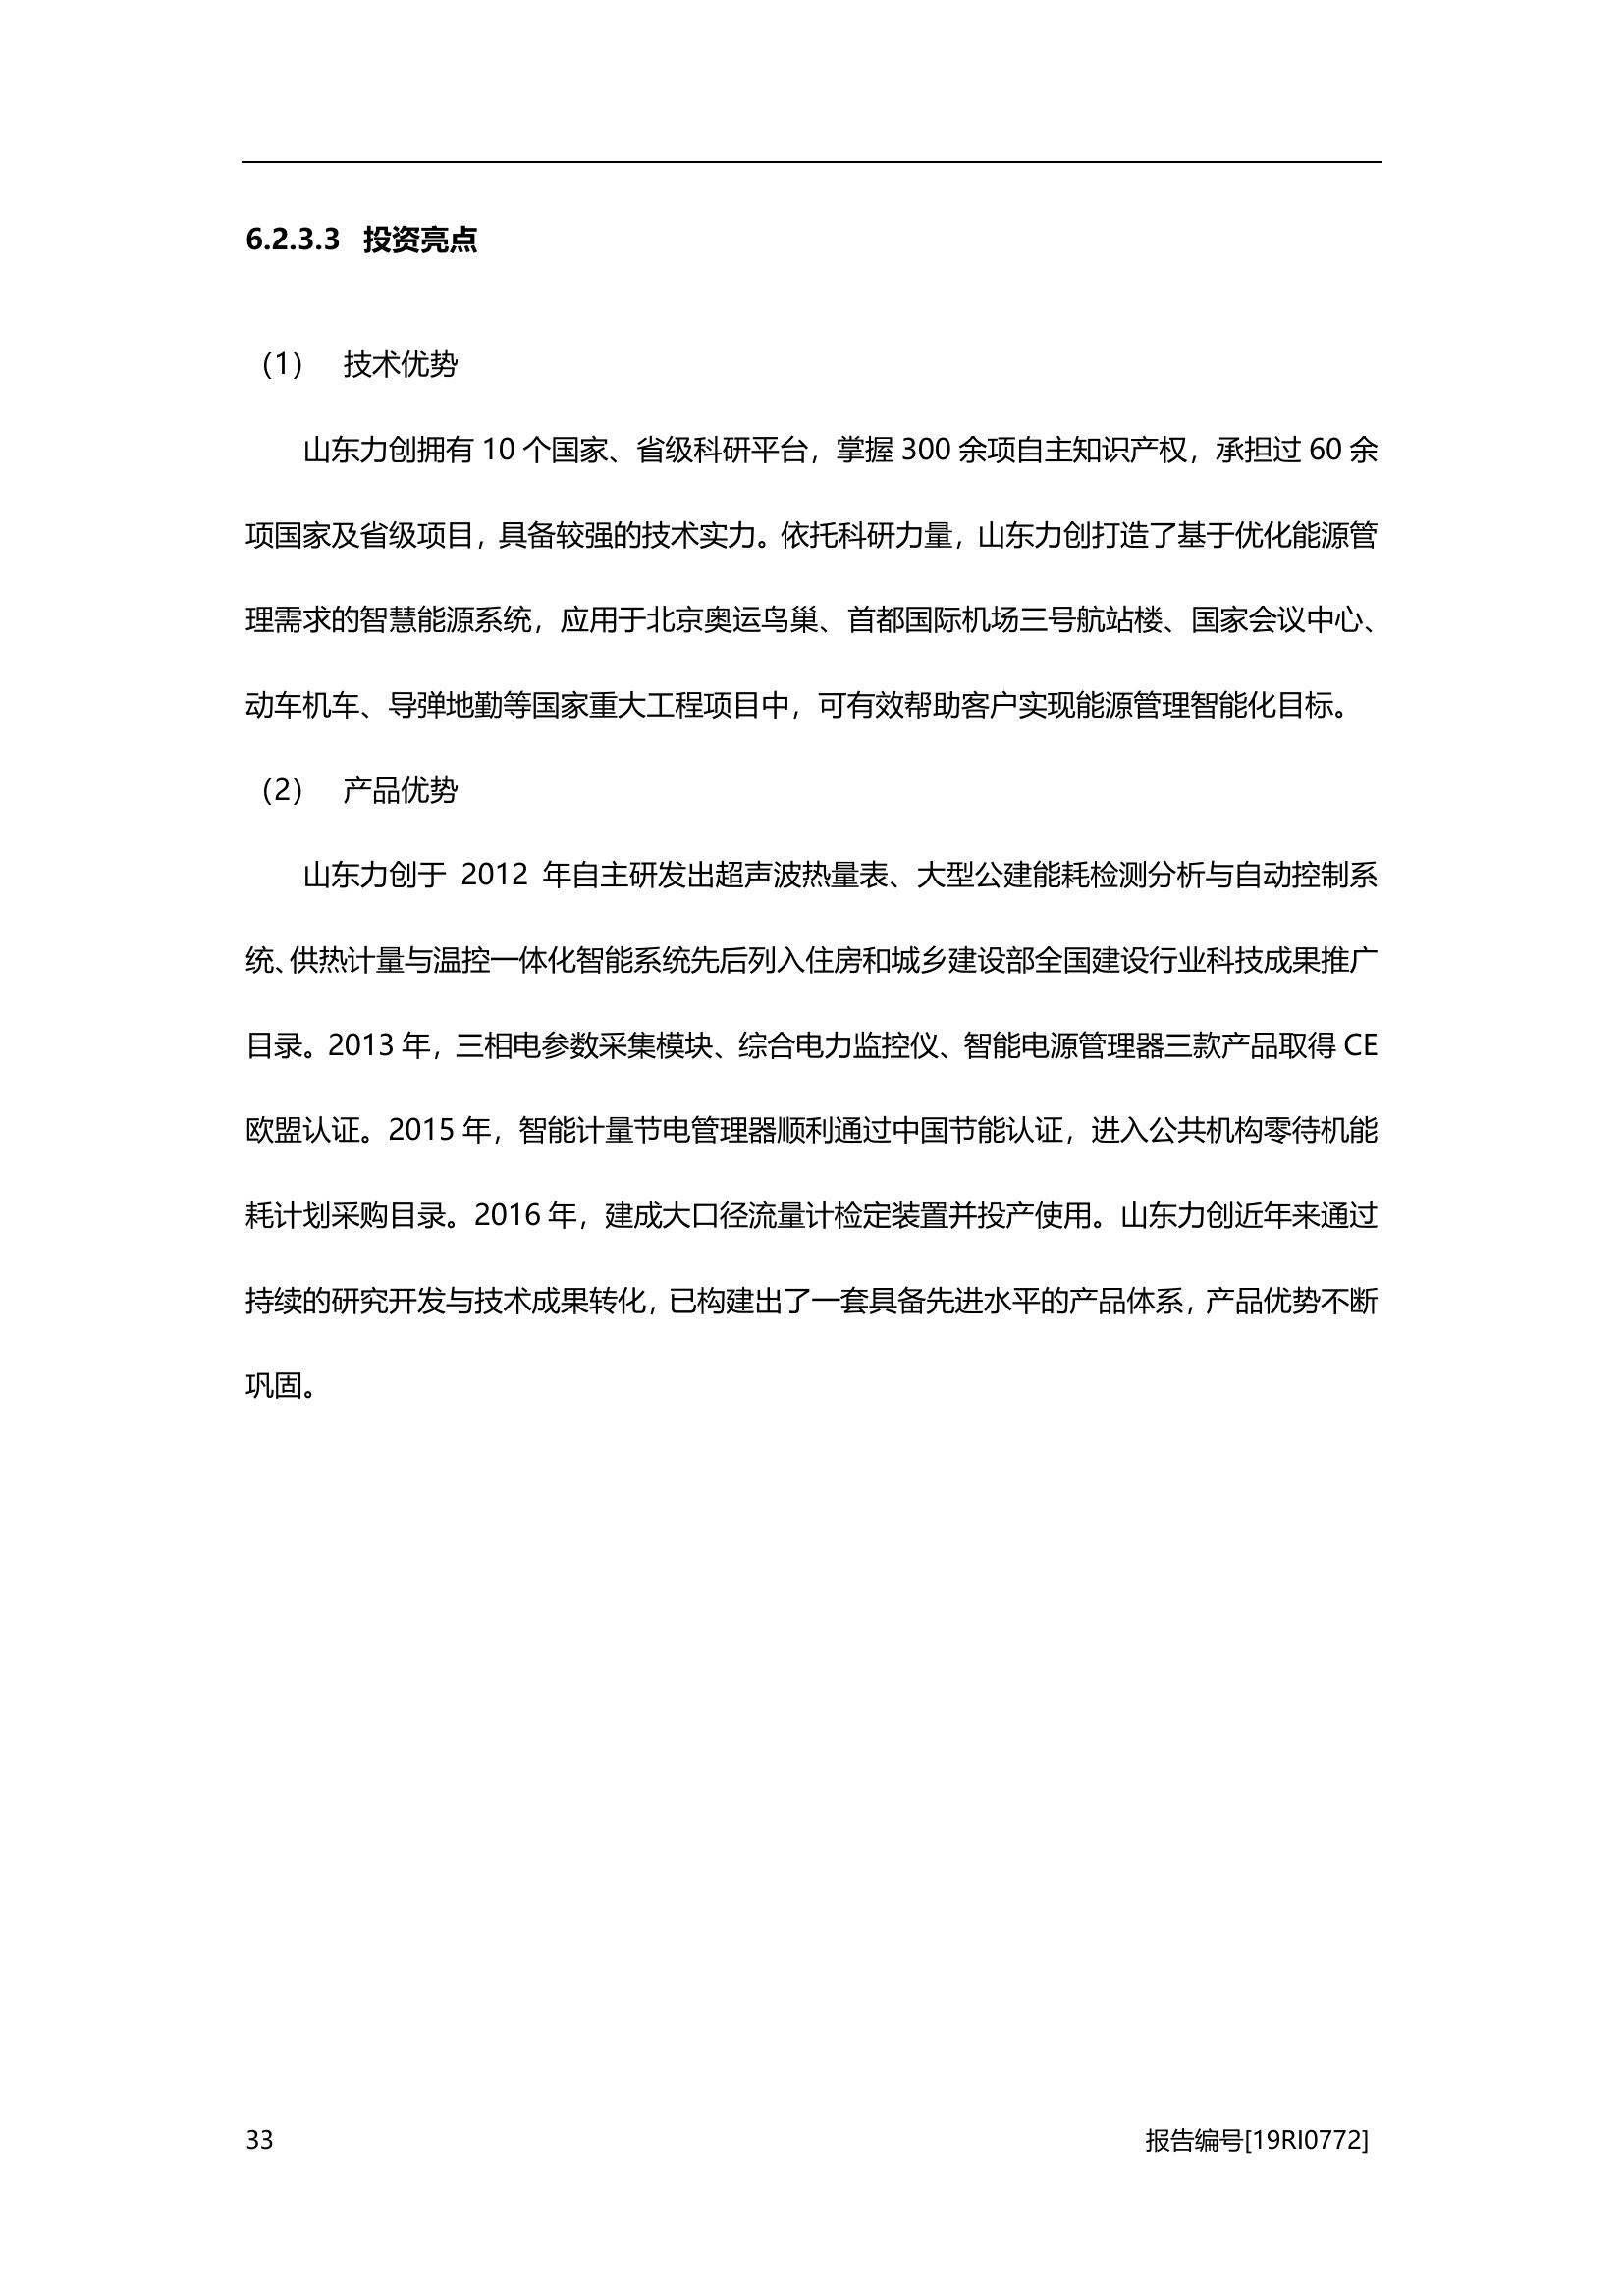 6.2.3.3 投资亮点
（1） 技术优势
山东力创拥有 10 个国家、省级科研平台，掌握 300 余项自主知识产权，承担过 60 余
项国家及省级项目，具备较强的技术实力。依托科研力量，山东力创打造了基于优化能源管
理需求的智慧能源系统，应用于北京奥运鸟巢、首都国际机场三号航站楼、国家会议中心、
动车机车、导弹地勤等国家重大工程项目中，可有效帮助客户实现能源管理智能化目标。
（2） 产品优势
山东力创于 2012 年自主研发出超声波热量表、大型公建能耗检测分析与自动控制系
统、供热计量与温控一体化智能系统先后列入住房和城乡建设部全国建设行业科技成果推广
目录。2013 年，三相电参数采集模块、综合电力监控仪、智能电源管理器三款产品取得 CE
欧盟认证。2015 年，智能计量节电管理器顺利通过中国节能认证，进入公共机构零待机能
耗计划采购目录。2016 年，建成大口径流量计检定装置并投产使用。山东力创近年来通过
持续的研究开发与技术成果转化，已构建出了一套具备先进水平的产品体系，产品优势不断
巩固。
33 报告编号[19RI0772]